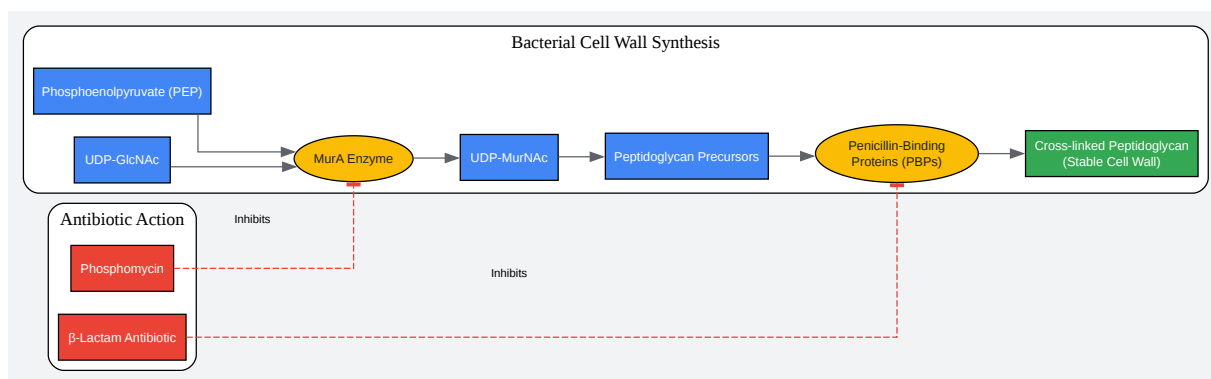 Bacterial Cell Wall Synthesis
Phosphoenolpyruvate (PEP)
UDP-GlcNAc
MurA Enzyme
UDP-MurNAc
Peptidoglycan Precursors
Penicillin-Binding
Proteins (PBPs)
Cross-linked Peptidoglycan
(Stable Cell Wall)
Antibiotic Action
Inhibits
Phosphomycin
Inhibits
β-Lactam Antibiotic